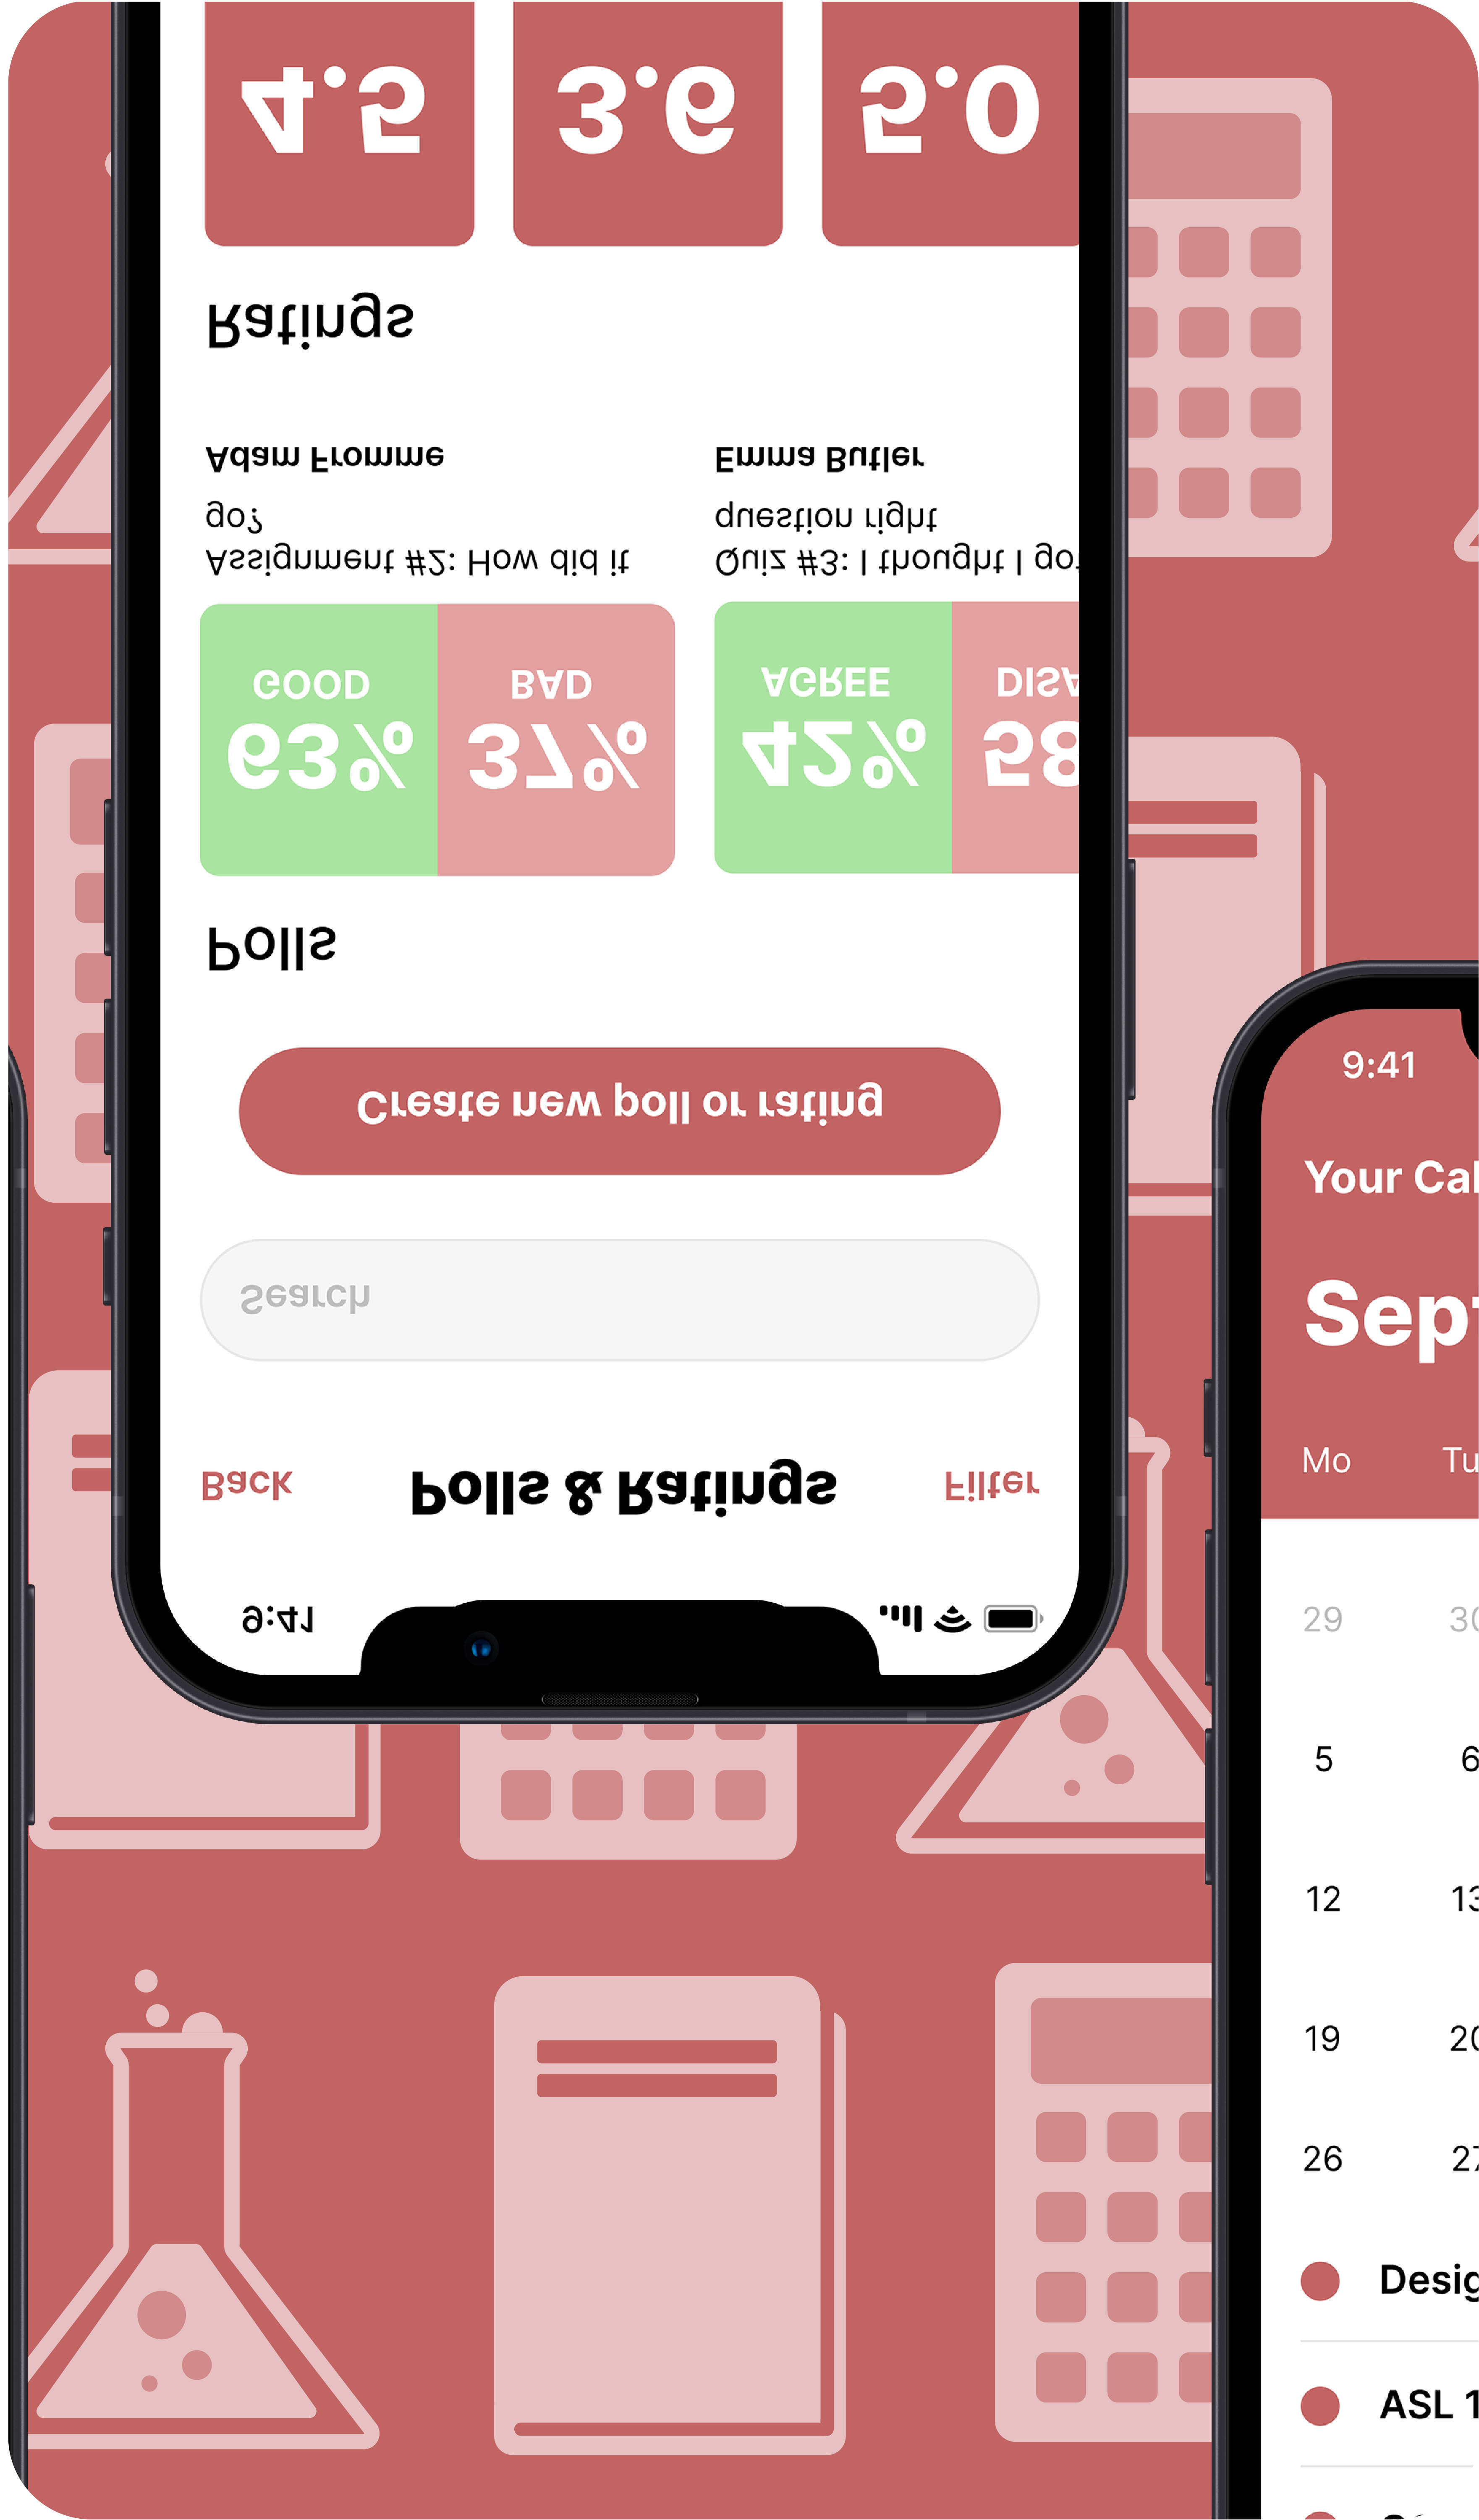 9:41
Back Polls & Ratings Filter
Search
Create new poll or rating
Polls
63% 37% 42% 58
GOOD BAD AGREE DISA
Assignment #2: How did it
go?
Adam Fromme
Quiz #3: I thought I got
question right
Emma Butler
Ratings
4.5 3.6 5.0
9:41
Your Cal
Sept
Mo Tu
29 30
5 6
12 13
19 20
26 27
Desig
ASL 1